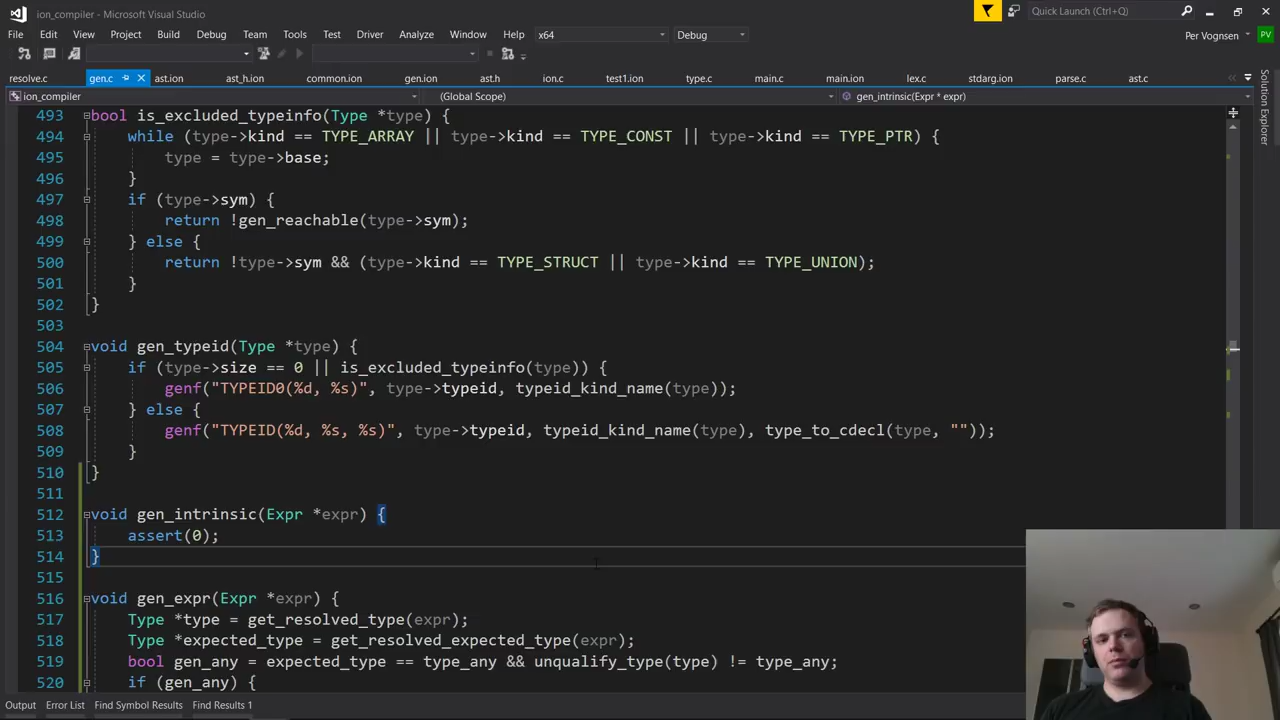 ion_compiler - Microsoft Visual Studio
Quick Launch (Ctrl+Q)
File Edit View Project Build Debug Team Tools Test Driver Analyze Window Help x64 Debug Per Vognsen PV
resolve.c gen.c ast.ion ast_h.ion common.ion gen.ion ast.h ion.c test1.ion type.c main.c main.ion lex.c stdarg.ion parse.c ast.c
ion_compiler (Global Scope) gen_intrinsic(Expr * expr)
Solution Explorer
493 bool is_excluded_typeinfo(Type *type) {
494 while (type->kind == TYPE_ARRAY || type->kind == TYPE_CONST || type->kind == TYPE_PTR) {
495 type = type->base;
496 }
497 if (type->sym) {
498 return !gen_reachable(type->sym);
499 } else {
500 return !type->sym && (type->kind == TYPE_STRUCT || type->kind == TYPE_UNION);
501 }
502 }
503
504 void gen_typeid(Type *type) {
505 if (type->size == 0 || is_excluded_typeinfo(type)) {
506 genf("TYPEID0(%d, %s)", type->typeid, typeid_kind_name(type));
507 } else {
508 genf("TYPEID(%d, %s, %s)", type->typeid, typeid_kind_name(type), type_to_cdecl(type, ""));
509 }
510 }
511
512 void gen_intrinsic(Expr *expr) {
513 assert(0);
514 }
515
516 void gen_expr(Expr *expr) {
517 Type *type = get_resolved_type(expr);
518 Type *expected_type = get_resolved_expected_type(expr);
519 bool gen_any = expected_type == type_any && unqualify_type(type) != type_any;
520 if (gen_any) {
Output Error List Find Symbol Results Find Results 1